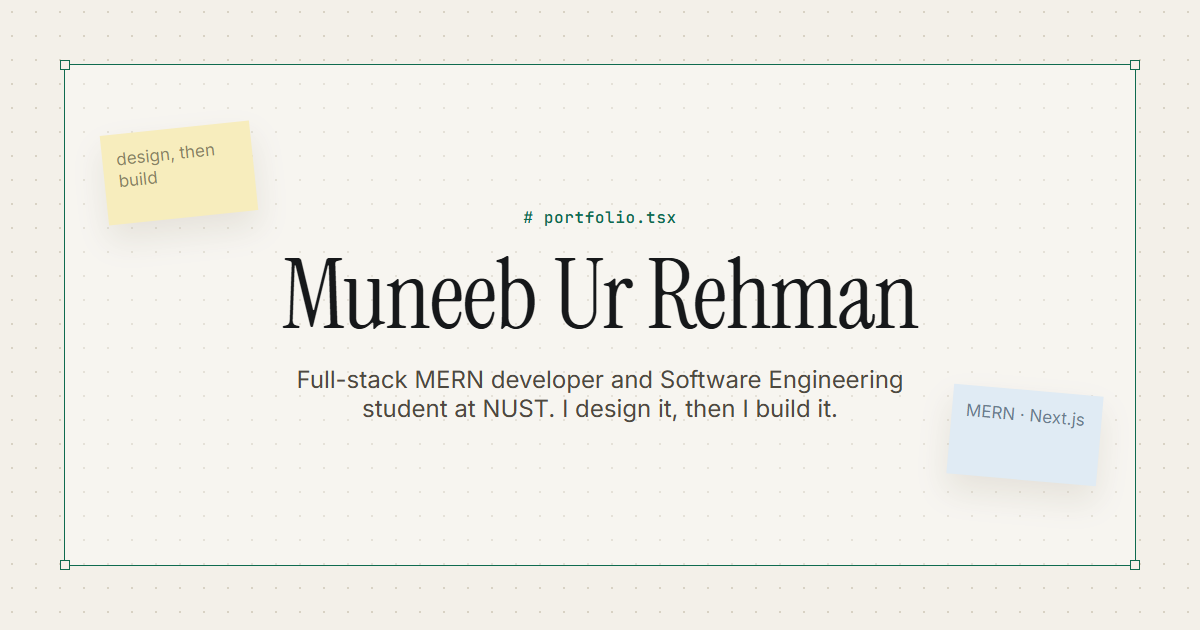 design, then
build
# portfolio.tsx
Muneeb Ur Rehman
Full-stack MERN developer and Software Engineering
student at NUST. I design it, then I build it.
MERN · Next.js